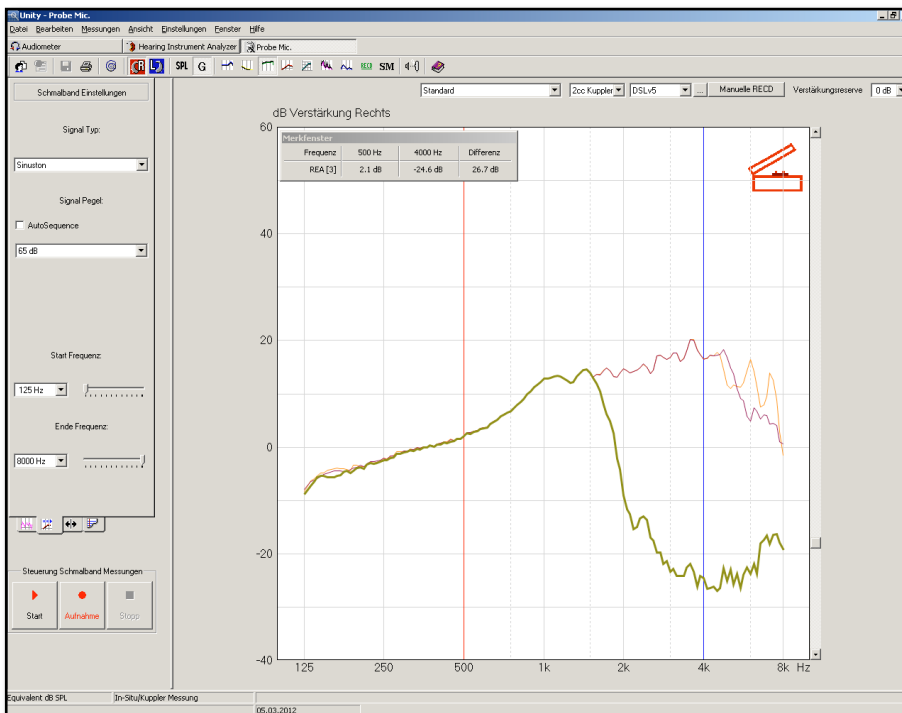 Unity - Probe Mic.
Datei Bearbeiten Messungen Ansicht Einstellungen Fenster Hilfe
Audiometer Hearing Instrument Analyzer Probe Mic.
R L SPL G RECD SM
Schmalband Einstellungen
Signal Typ:
Sinuston
Signal Pegel:
AutoSequence
65 dB
Start Frequenz:
125 Hz
Ende Frequenz:
8000 Hz
Steuerung Schmalband Messungen
Start Aufnahme Stopp
Standard 2cc Kuppler DSLv5 ... Manuelle RECD Verstärkungsreserve 0 dB
dB Verstärkung Rechts
Merkfenster
Frequenz 500 Hz 4000 Hz Differenz
REA [3] 2.1 dB -24.6 dB 26.7 dB
60
40
20
0
-20
-40
125 250 500 1k 2k 4k 8k Hz
Equivalent dB SPL In-Situ/Kuppler Messung
05.03.2012